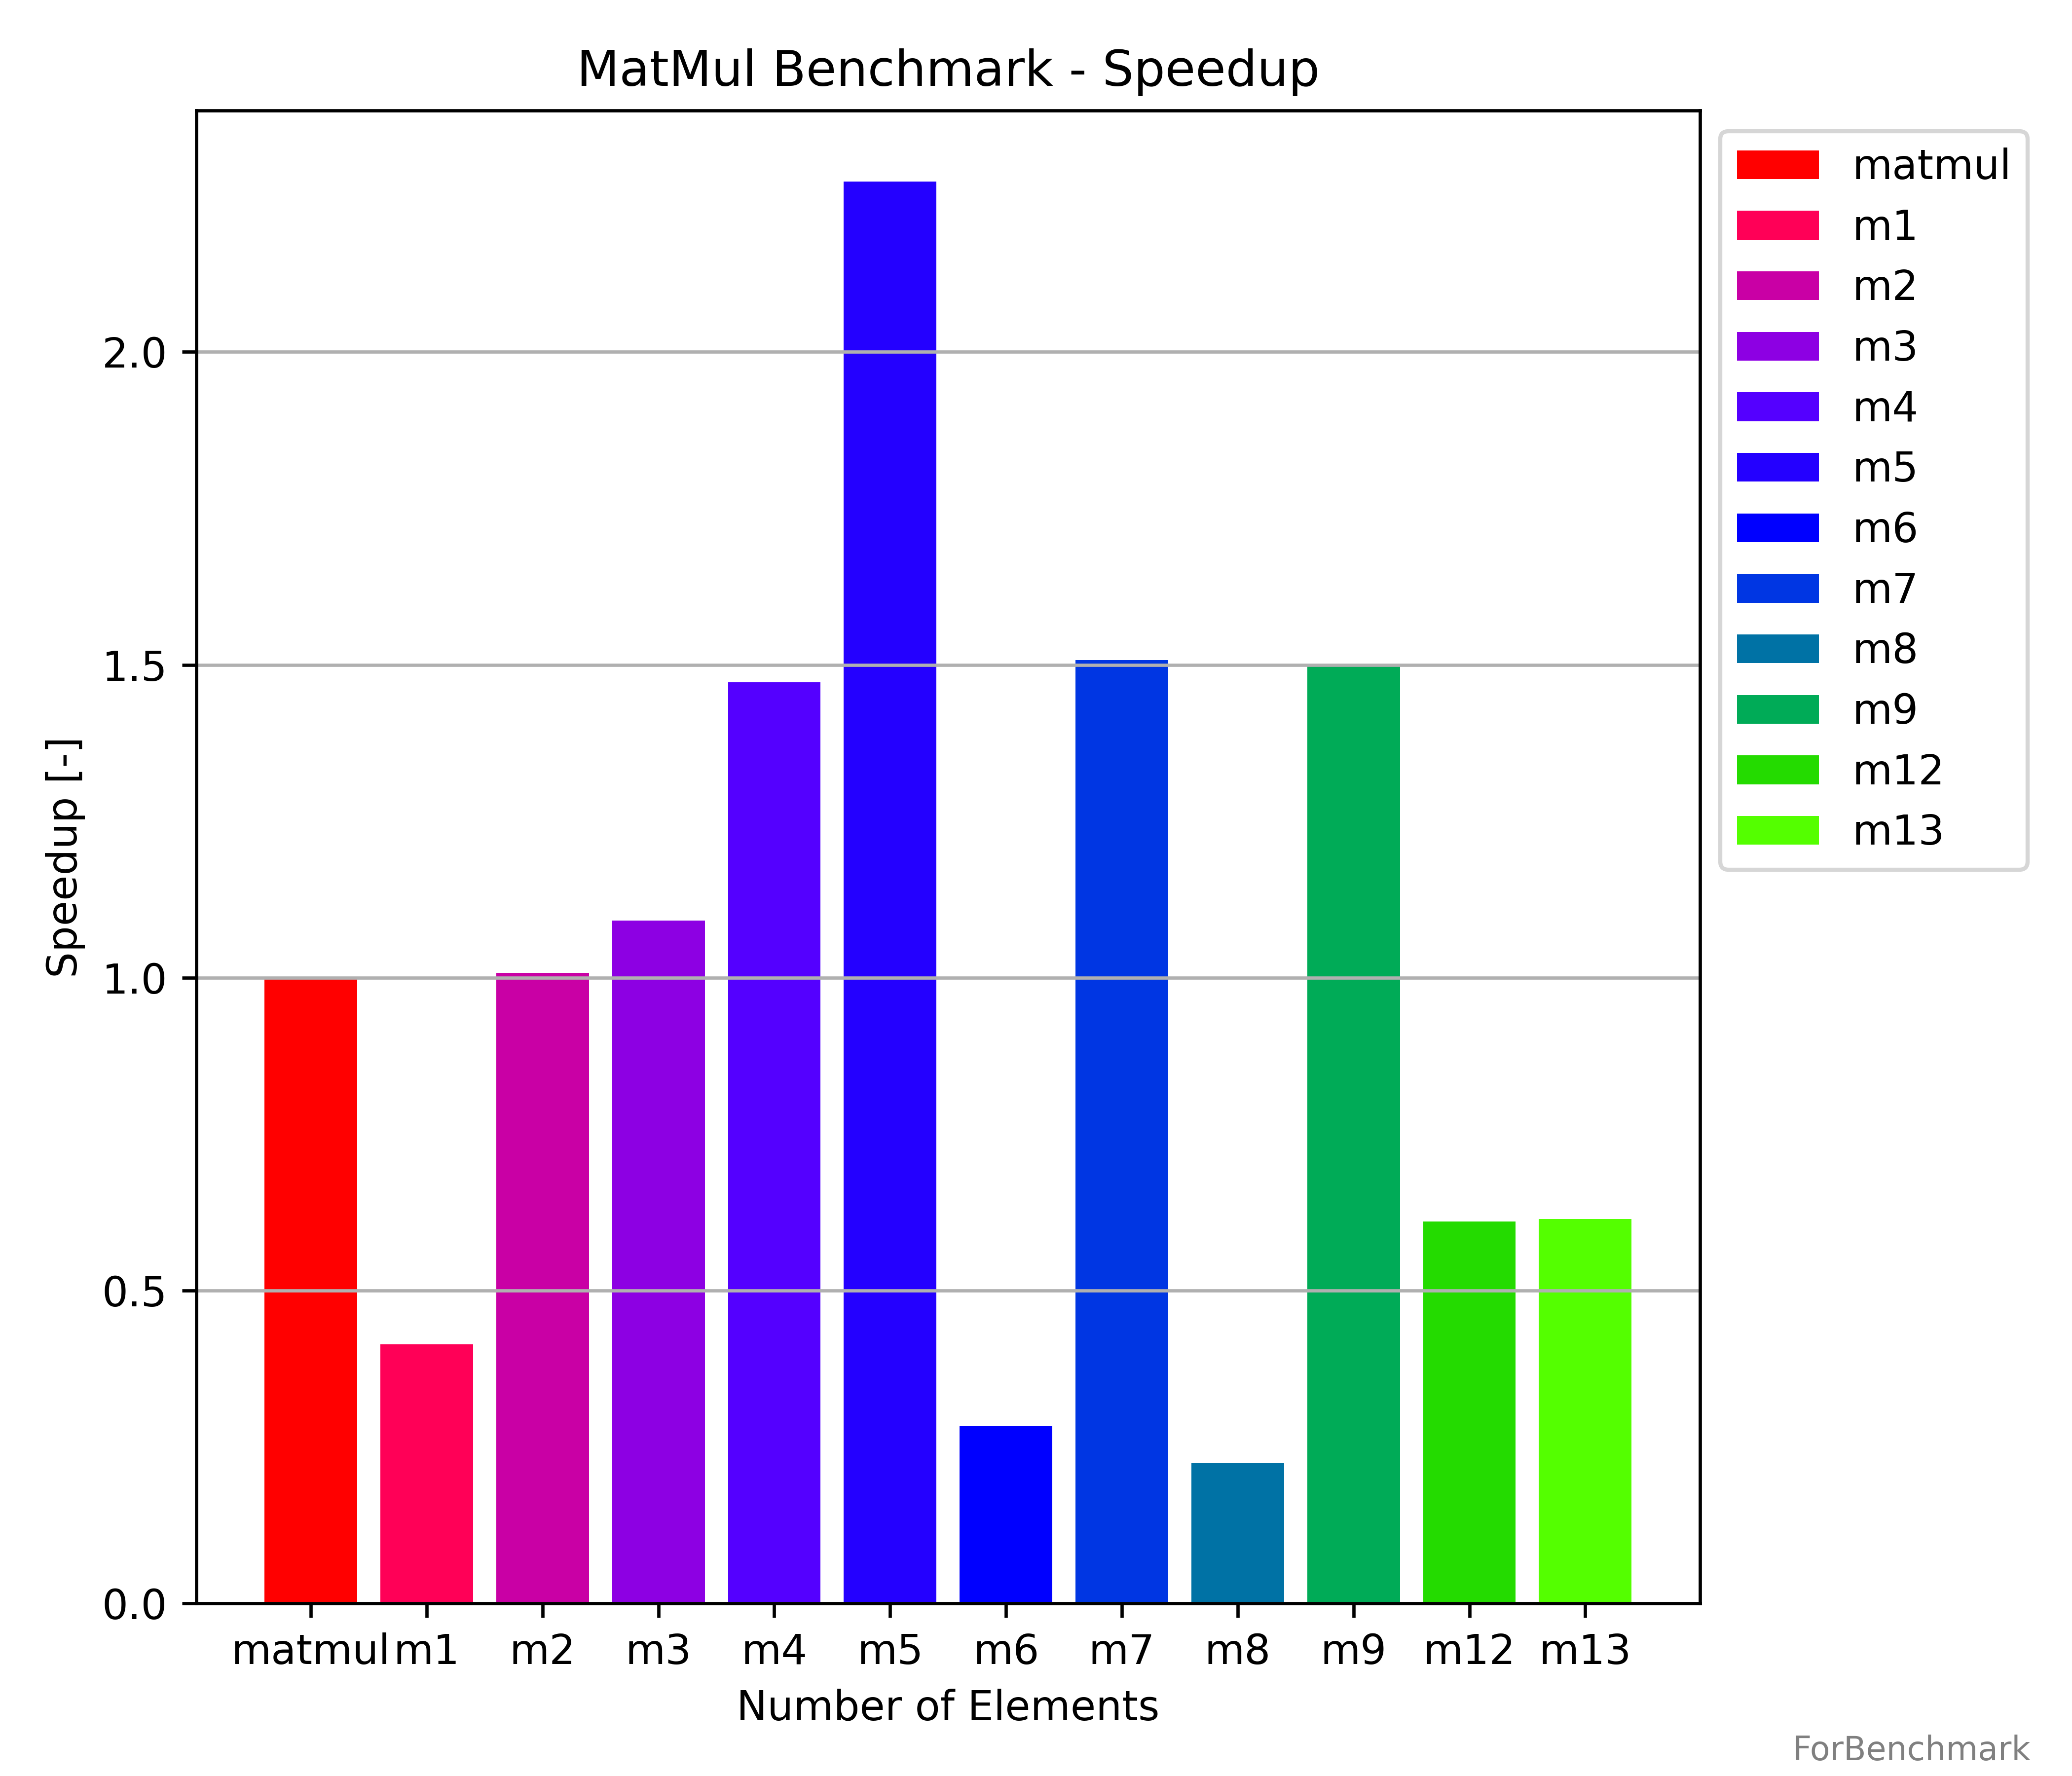 MatMul Benchmark - Speedup
matmul
m1
m2
m3
m4
m5
m6
m7
m8
m9
m12
m13
2.0
1.5
1.0
0.5
0.0
Speedup [-]
matmul m1 m2 m3 m4 m5 m6 m7 m8 m9 m12 m13
Number of Elements
ForBenchmark